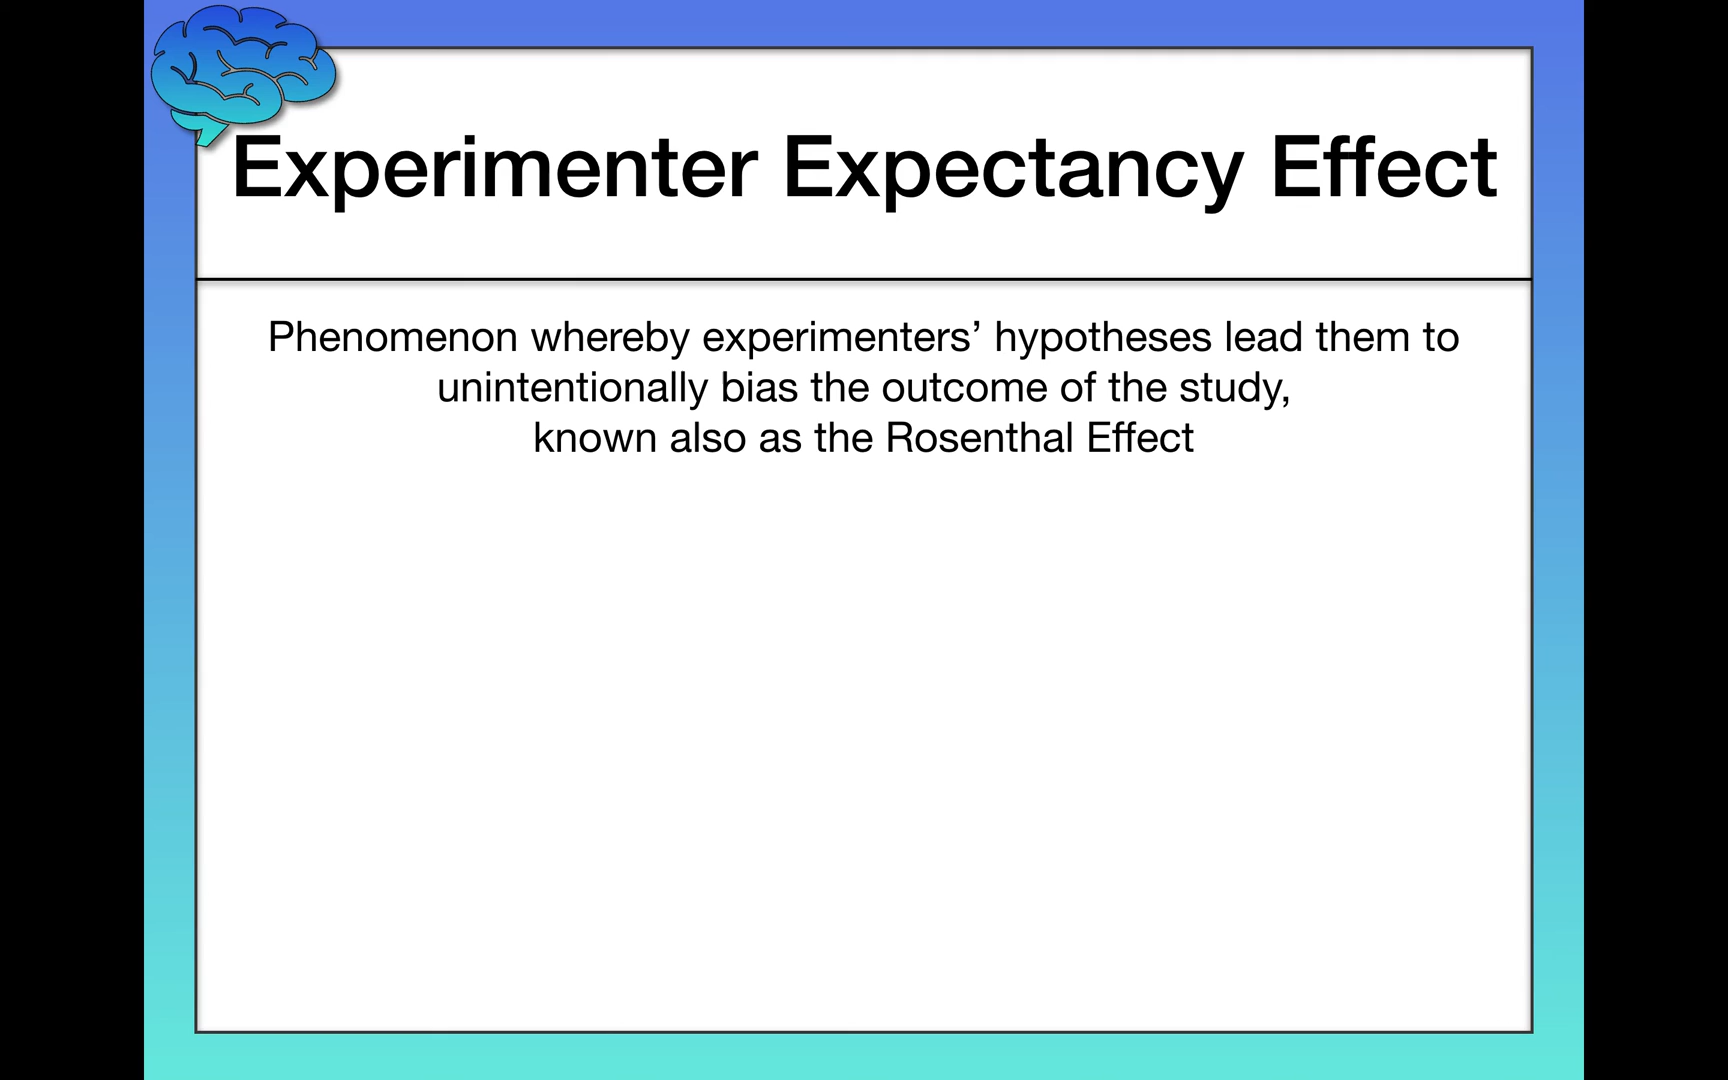 Experimenter Expectancy Effect
Phenomenon whereby experimenters’ hypotheses lead them to
unintentionally bias the outcome of the study,
known also as the Rosenthal Effect